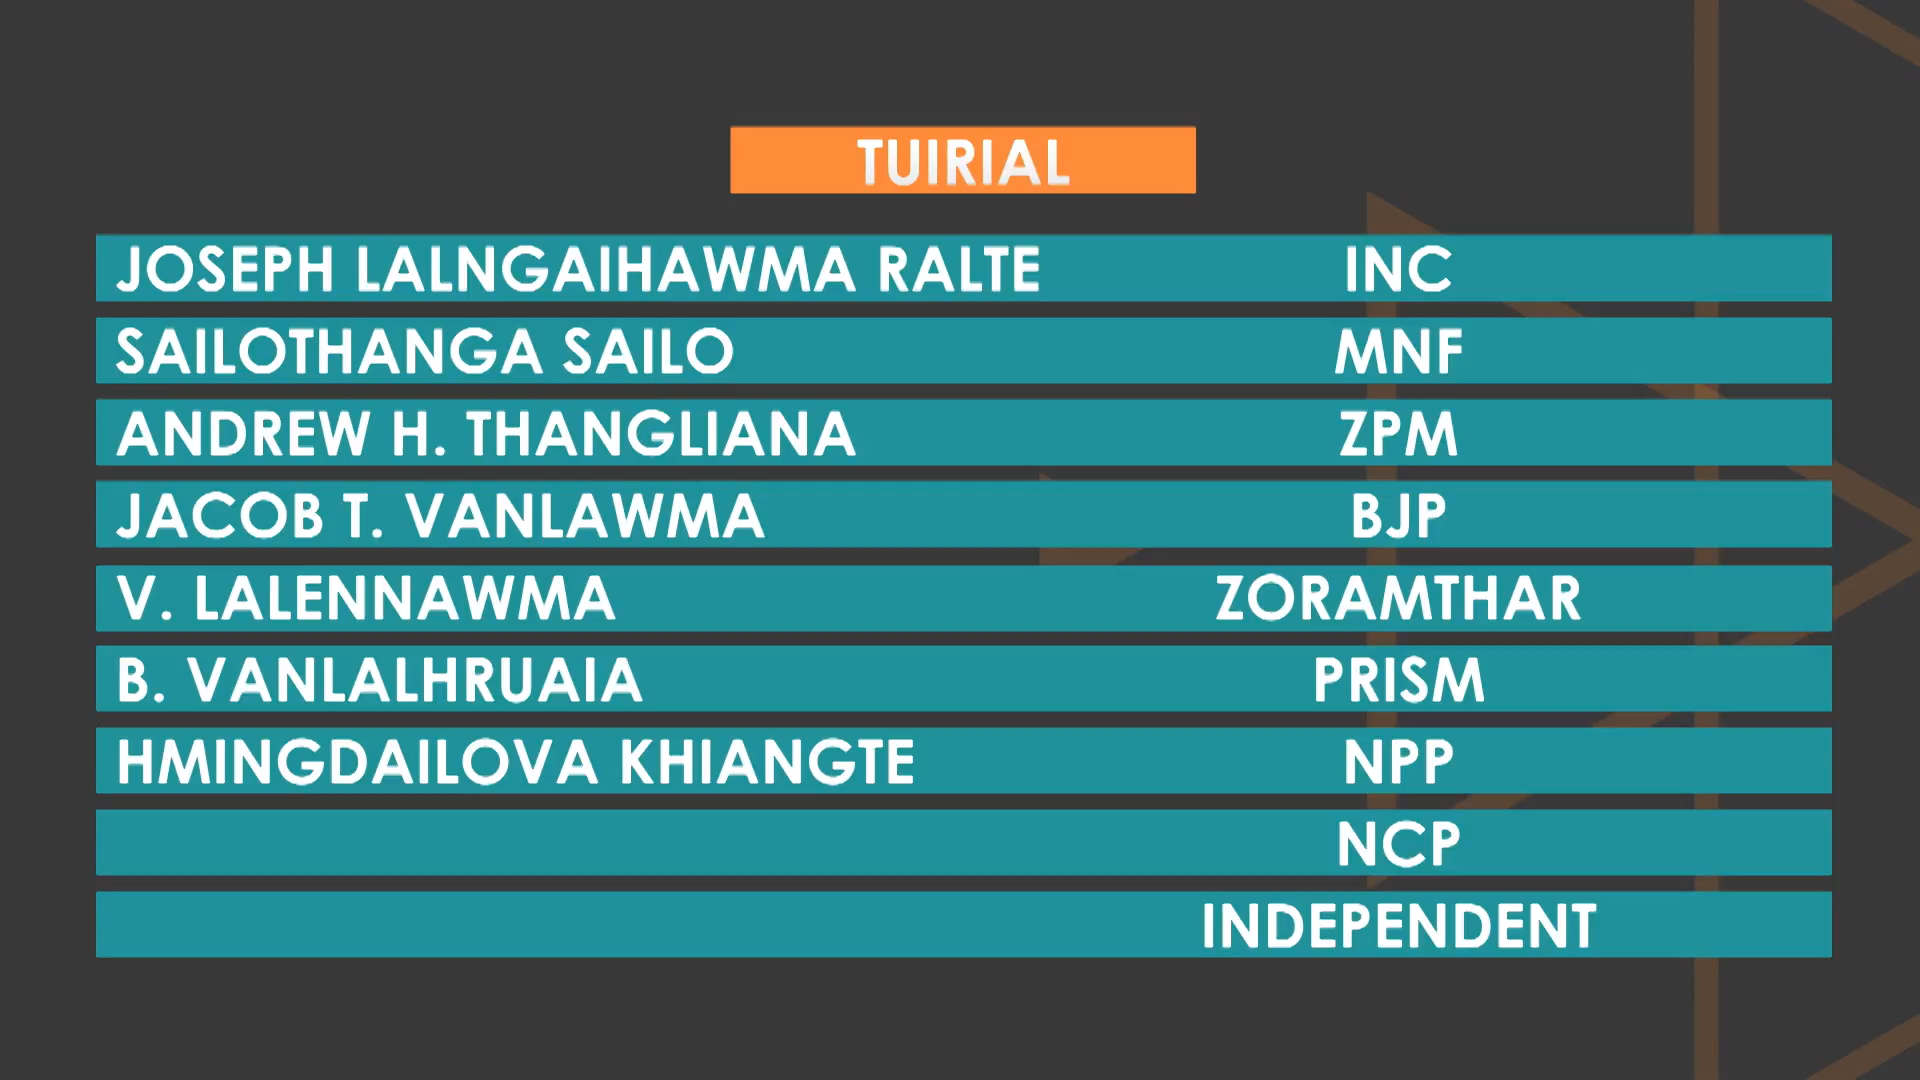 TUIRIAL
JOSEPH LALNGAIHAWMA RALTE INC
SAILOTHANGA SAILO MNF
ANDREW H. THANGLIANA ZPM
JACOB T. VANLAWMA BJP
V. LALENNAWMA ZORAMTHAR
B. VANLALHRUAIA PRISM
HMINGDAILOVA KHIANGTE NPP
NCP
INDEPENDENT